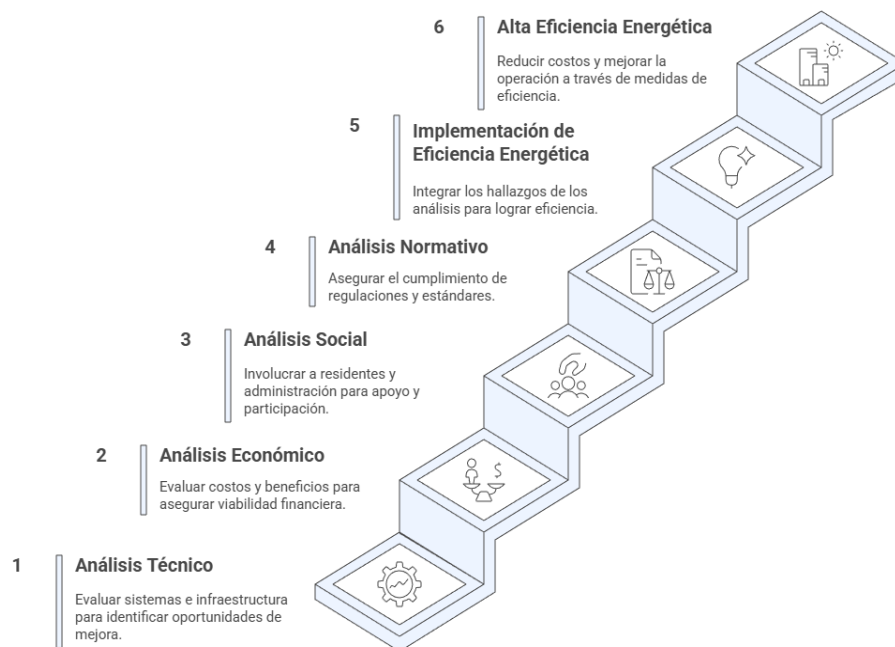 6
Alta Eficiencia Energética
Reducir costos y mejorar la
operación a través de medidas de
eficiencia.
5
Implementación de
Eficiencia Energética
Integrar los hallazgos de los
análisis para lograr eficiencia.
4
Análisis Normativo
Asegurar el cumplimiento de
regulaciones y estándares.
3
Análisis Social
Involucrar a residentes y
administración para apoyo y
participación.
2
Análisis Económico
Evaluar costos y beneficios para
asegurar viabilidad financiera.
1
Análisis Técnico
Evaluar sistemas e infraestructura
para identificar oportunidades de
mejora.
$